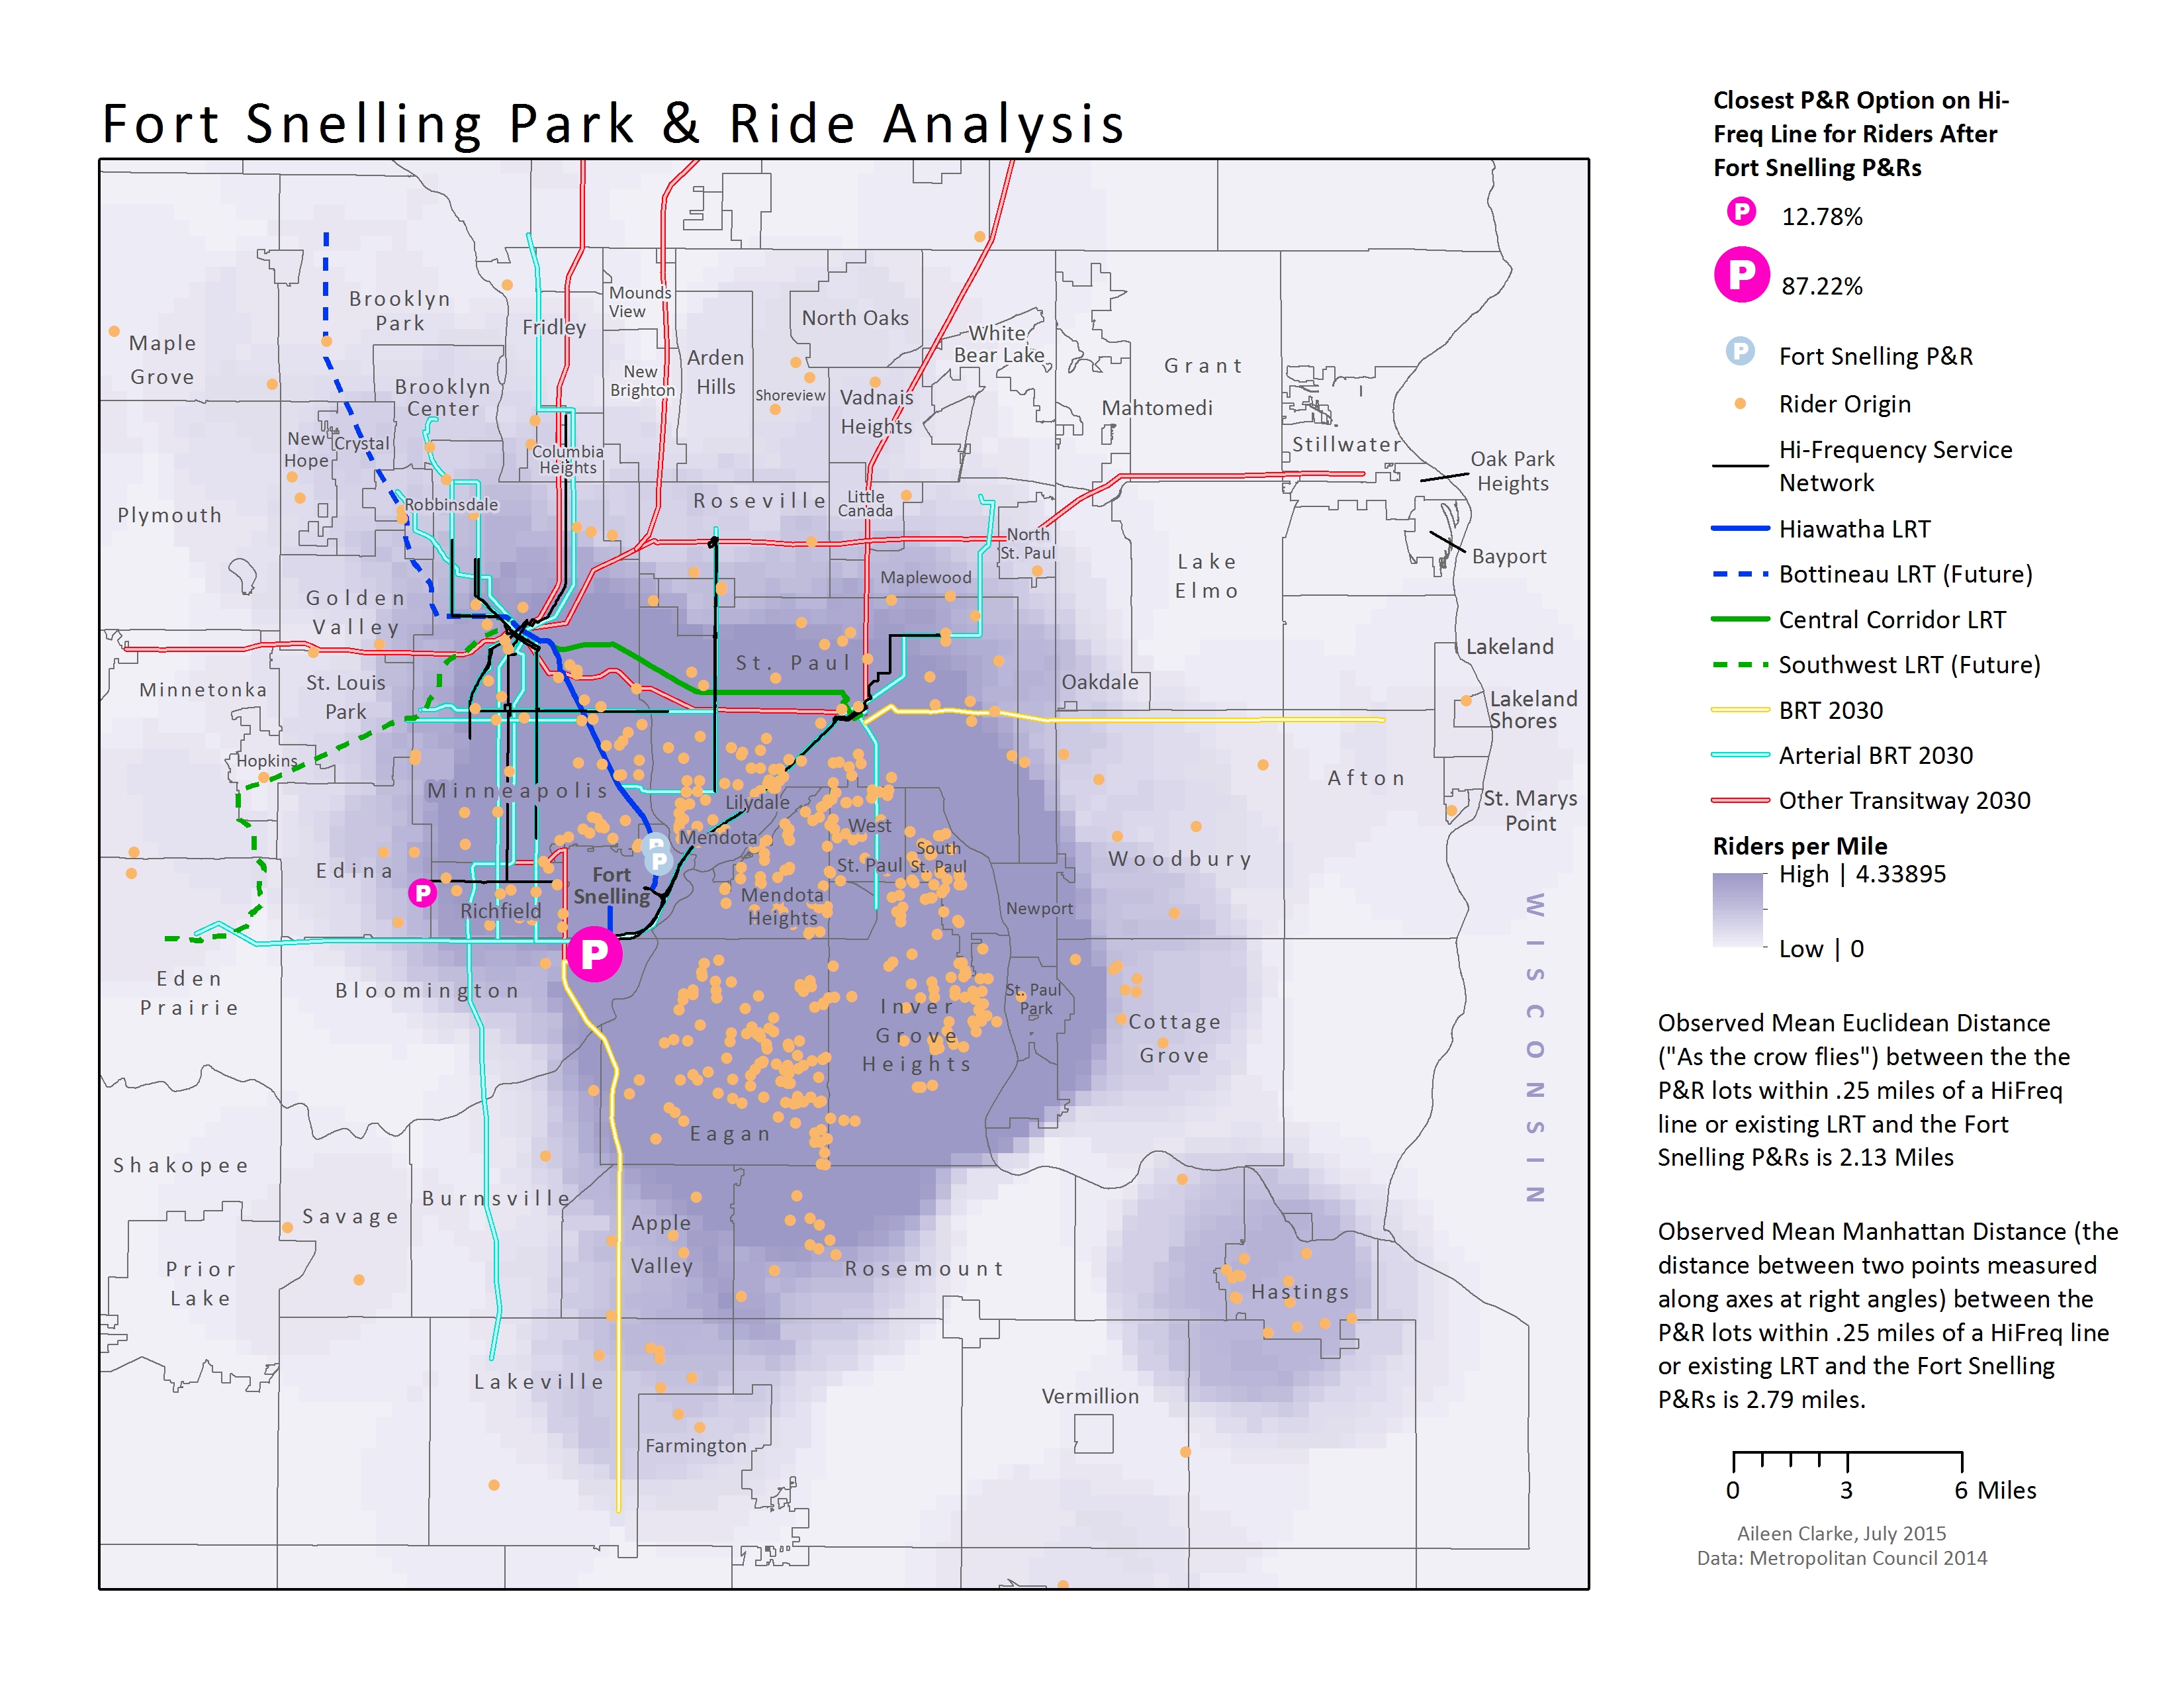 Fort Snelling Park & Ride Analysis
Closest P&R Option on Hi-
Freq Line for Riders After
Fort Snelling P&Rs
P 12.78%
P 87.22%
P Fort Snelling P&R
Rider Origin
Hi-Frequency Service
Network
Hiawatha LRT
Bottineau LRT (Future)
Central Corridor LRT
Southwest LRT (Future)
BRT 2030
Arterial BRT 2030
Other Transitway 2030
Riders per Mile
High | 4.33895
Low | 0
Observed Mean Euclidean Distance
("As the crow flies") between the the
P&R lots within .25 miles of a HiFreq
line or existing LRT and the Fort
Snelling P&Rs is 2.13 Miles
Observed Mean Manhattan Distance (the
distance between two points measured
along axes at right angles) between the
P&R lots within .25 miles of a HiFreq line
or existing LRT and the Fort Snelling
P&Rs is 2.79 miles.
0 3 6 Miles
Aileen Clarke, July 2015
Data: Metropolitan Council 2014
Brooklyn
Park
Maple
Grove
Fridley
Mounds
View
North Oaks
White
Bear Lake
Arden
Hills
New
Brighton
Shoreview
Vadnais
Heights
Grant
Mahtomedi
Brooklyn
Center
New
Hope
Crystal
Columbia
Heights
Stillwater
Oak Park
Heights
Plymouth
Robbinsdale
Roseville
Little
Canada
North
St. Paul
Bayport
Maplewood
Lake
Elmo
Golden
Valley
Lakeland
Minnetonka
St. Louis
Park
St. Paul
Oakdale
Lakeland
Shores
Hopkins
Minneapolis
Lilydale
Afton
St. Marys
Point
Mendota
West
St. Paul
South
St. Paul
Woodbury
Edina
P
P
P
Fort
Snelling
Richfield
Mendota
Heights
Newport
WISCONSIN
P
Eden
Prairie
Bloomington
Inver
Grove
Heights
St. Paul
Park
Cottage
Grove
Eagan
Shakopee
Savage
Burnsville
Apple
Valley
Prior
Lake
Rosemount
Hastings
Lakeville
Vermillion
Farmington